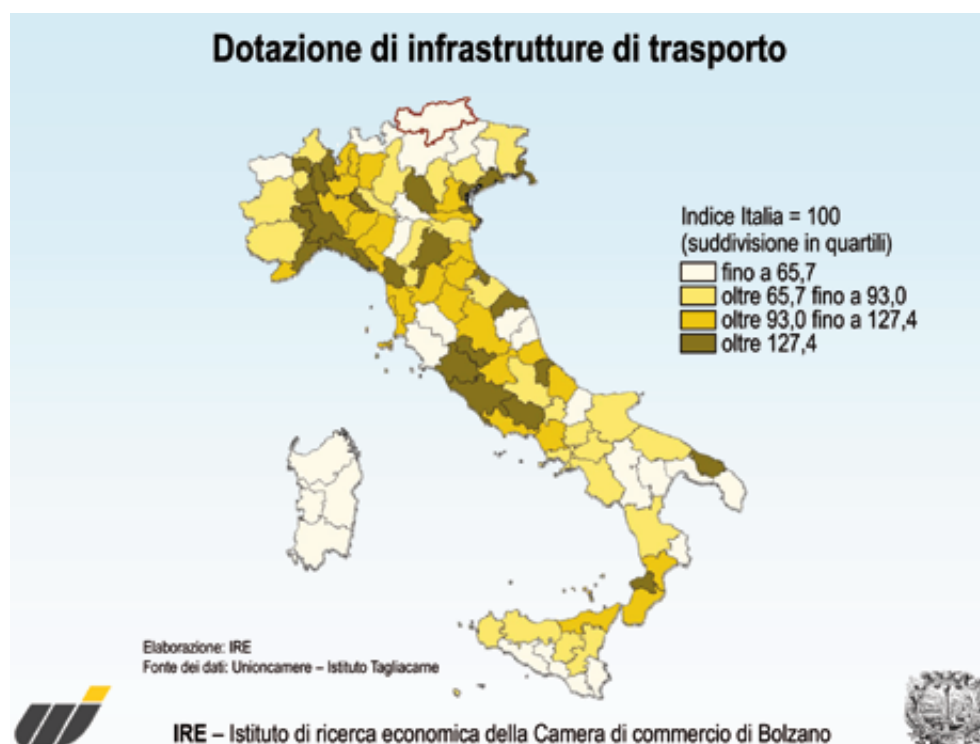 Dotazione di infrastrutture di trasporto
Indice Italia = 100
(suddivisione in quartili)
fino a 65,7
oltre 65,7 fino a 93,0
oltre 93,0 fino a 127,4
oltre 127,4
Elaborazione: IRE
Fonte dei dati: Unioncamere – Istituto Tagliacarne
IRE – Istituto di ricerca economica della Camera di commercio di Bolzano